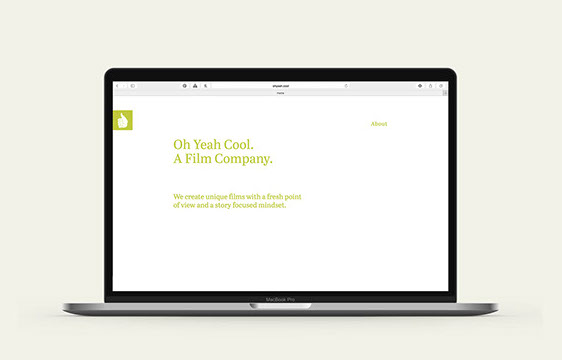 ohyeah.cool
Home
About
Oh Yeah Cool.
A Film Company.
We create unique films with a fresh point
of view and a story focused mindset.
MacBook Pro